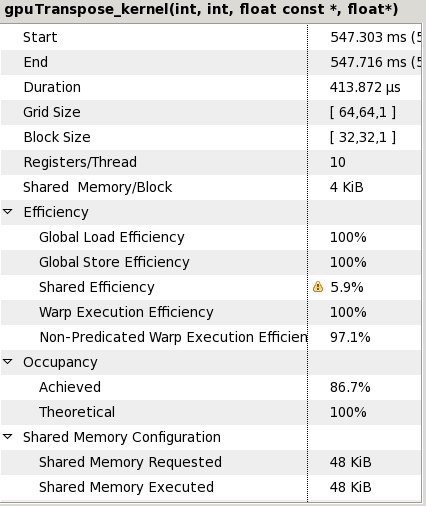 gpuTranspose_kernel(int, int, float const *, float*)
Start 547.303 ms (5
End 547.716 ms (5
Duration 413.872 µs
Grid Size [ 64,64,1 ]
Block Size [ 32,32,1 ]
Registers/Thread 10
Shared Memory/Block 4 KiB
Efficiency
Global Load Efficiency 100%
Global Store Efficiency 100%
Shared Efficiency 5.9%
Warp Execution Efficiency 100%
Non-Predicated Warp Execution Efficien 97.1%
Occupancy
Achieved 86.7%
Theoretical 100%
Shared Memory Configuration
Shared Memory Requested 48 KiB
Shared Memory Executed 48 KiB